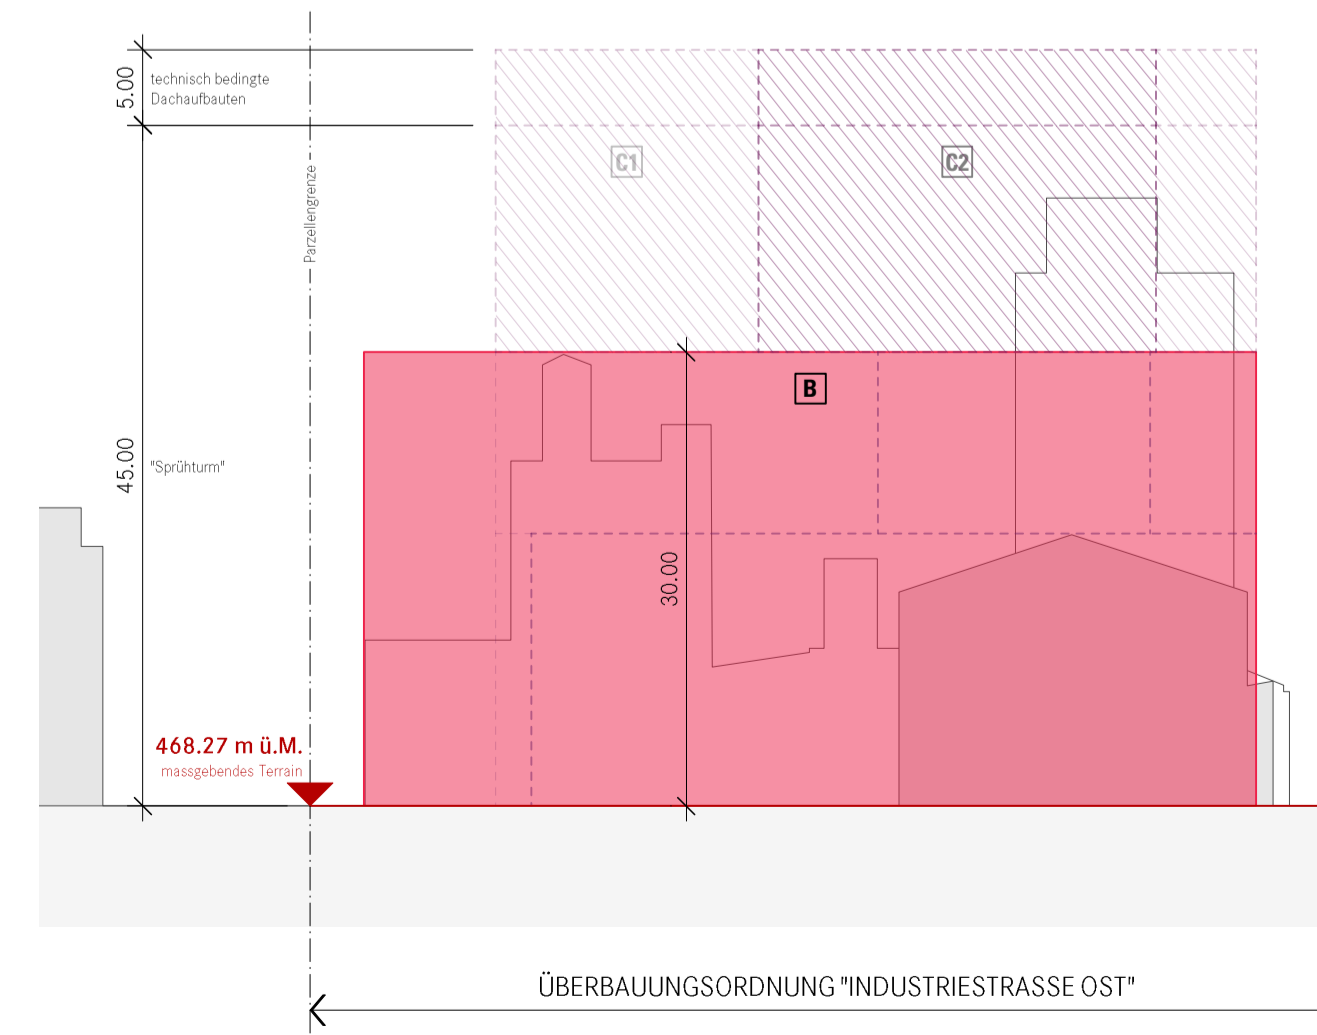 5.00
technisch bedingte
Dachaufbauten
Parzellengrenze
C1
C2
B
45.00
"Sprühturm"
30.00
468.27 m ü.M.
massgebendes Terrain
ÜBERBAUUNGSORDNUNG "INDUSTRIESTRASSE OST"